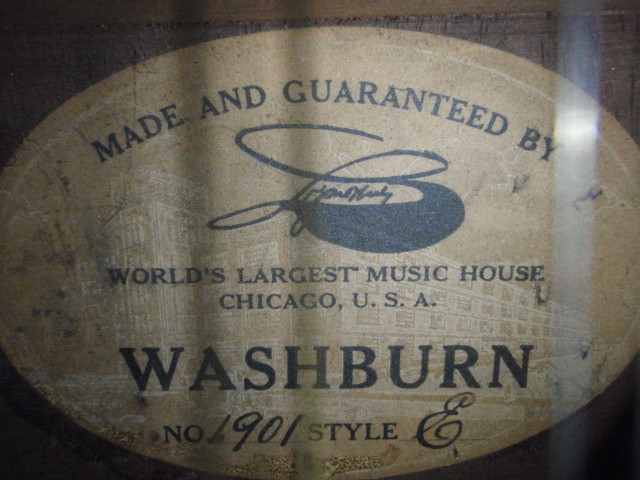 MADE AND GUARANTEED BY
WORLD'S LARGEST MUSIC HOUSE
CHICAGO, U. S. A.
WASHBURN
NO. 1901 STYLE E